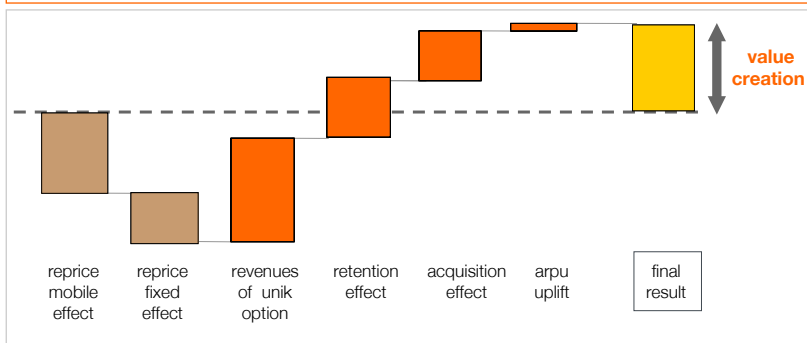 value
creation
reprice
mobile
effect
reprice
fixed
effect
revenues
of unik
option
retention
effect
acquisition
effect
arpu
uplift
final
result